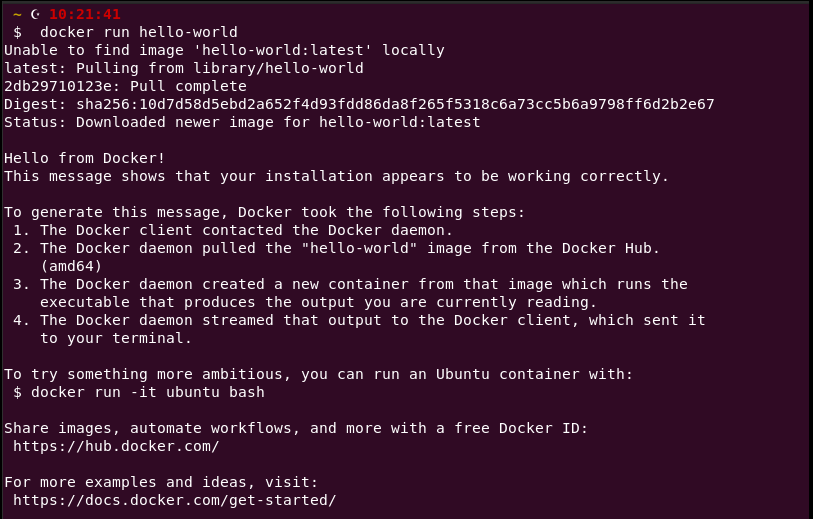 ~ ☪ 10:21:41
$  docker run hello-world
Unable to find image 'hello-world:latest' locally
latest: Pulling from library/hello-world
2db29710123e: Pull complete
Digest: sha256:10d7d58d5ebd2a652f4d93fdd86da8f265f5318c6a73cc5b6a9798ff6d2b2e67
Status: Downloaded newer image for hello-world:latest

Hello from Docker!
This message shows that your installation appears to be working correctly.

To generate this message, Docker took the following steps:
 1. The Docker client contacted the Docker daemon.
 2. The Docker daemon pulled the "hello-world" image from the Docker Hub.
    (amd64)
 3. The Docker daemon created a new container from that image which runs the
    executable that produces the output you are currently reading.
 4. The Docker daemon streamed that output to the Docker client, which sent it
    to your terminal.

To try something more ambitious, you can run an Ubuntu container with:
 $ docker run -it ubuntu bash

Share images, automate workflows, and more with a free Docker ID:
 https://hub.docker.com/

For more examples and ideas, visit:
 https://docs.docker.com/get-started/